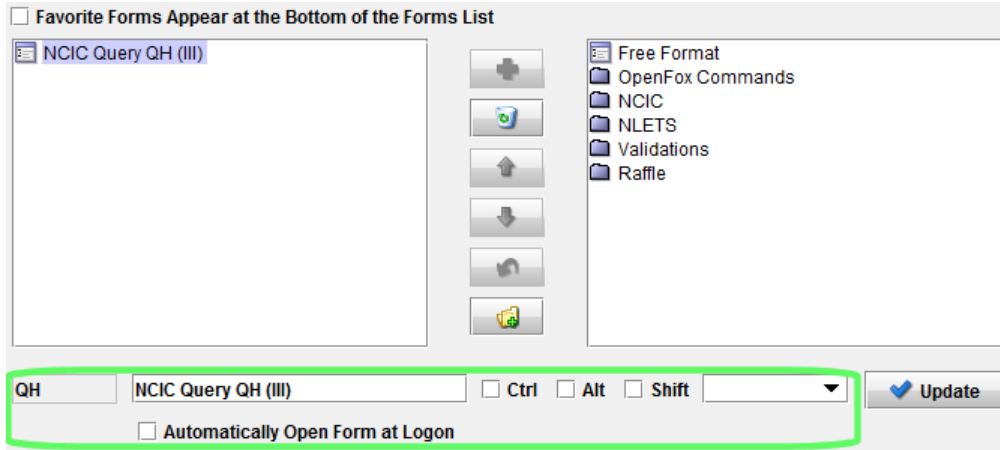 Favorite Forms Appear at the Bottom of the Forms List
NCIC Query QH (III)
Free Format
OpenFox Commands
NCIC
NLETS
Validations
Raffle
QH NCIC Query QH (III) Ctrl Alt Shift Update
Automatically Open Form at Logon